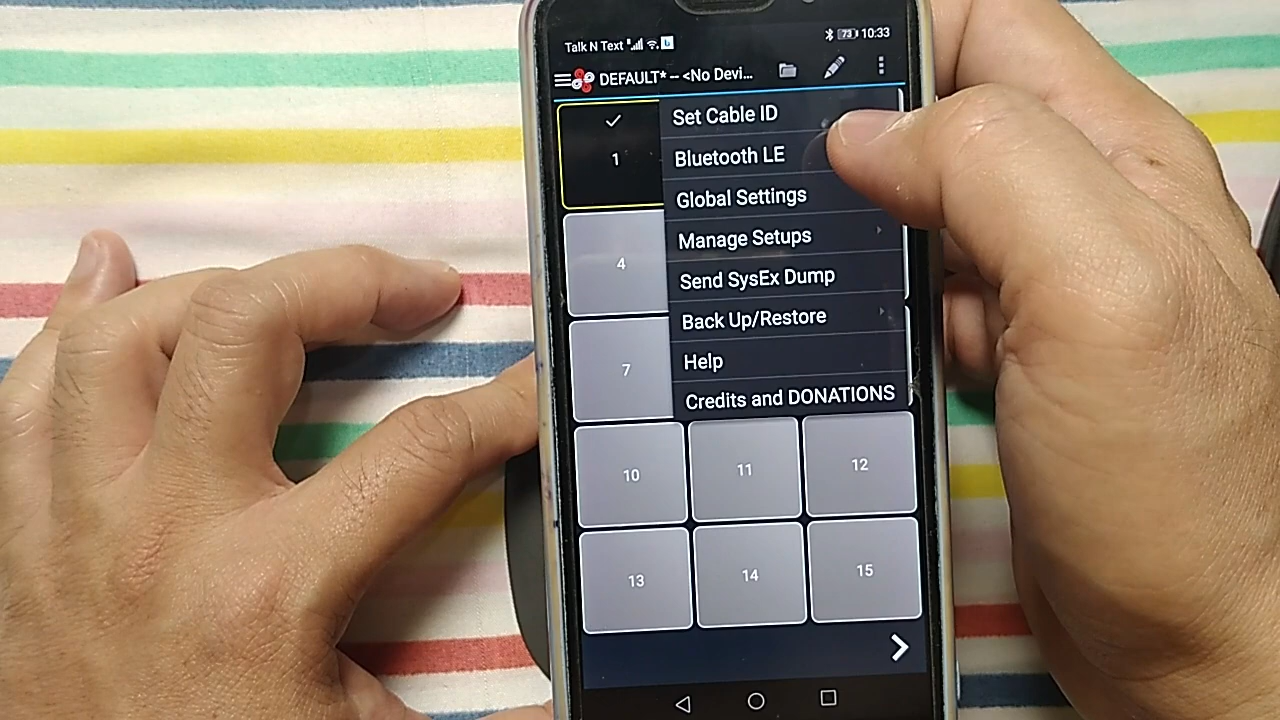 Talk N Text
73 10:33
DEFAULT* -- <No Devi...
1
4
7
10 11 12
13 14 15
Set Cable ID
Bluetooth LE
Global Settings
Manage Setups
Send SysEx Dump
Back Up/Restore
Help
Credits and DONATIONS